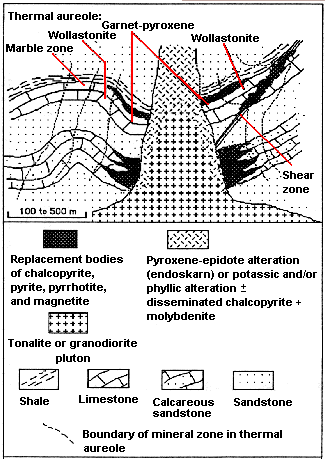 Thermal aureole:
Garnet-pyroxene
Wollastonite
Wollastonite
Marble zone
Shear
zone
100 to 500 m
Replacement bodies
of chalcopyrite,
pyrite, pyrrhotite,
and magnetite
Pyroxene-epidote alteration
(endoskarn) or potassic and/or
phyllic alteration ±
disseminated chalcopyrite +
molybdenite
Tonalite or granodiorite
pluton
Shale
Limestone
Calcareous
sandstone
Sandstone
Boundary of mineral zone in thermal
aureole